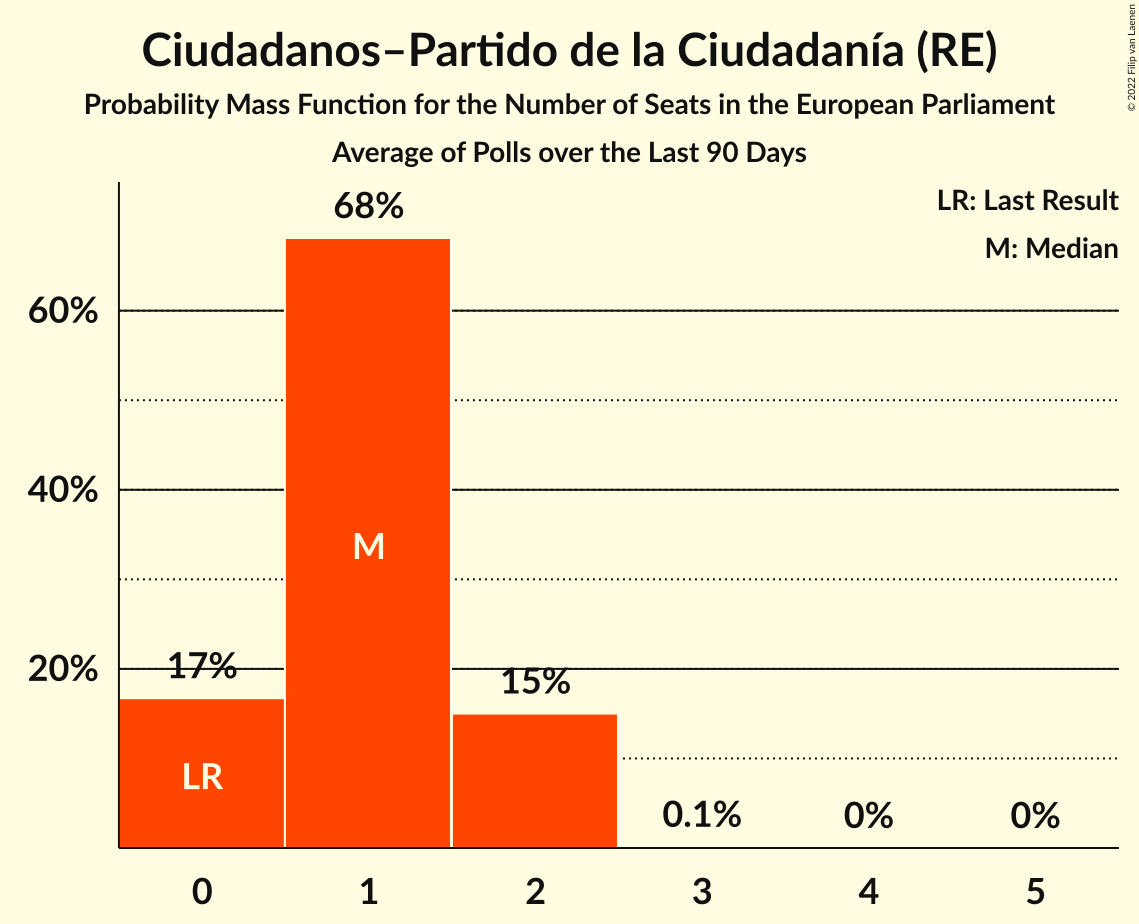 Ciudadanos–Partido de la Ciudadanía (RE)
Probability Mass Function for the Number of Seats in the European Parliament
Average of Polls over the Last 90 Days
© 2022 Filip van Laenen
LR: Last Result
M: Median
68%
60%
40%
M
20%
17%
15%
LR
0.1%
0%
0%
0
1
2
3
4
5